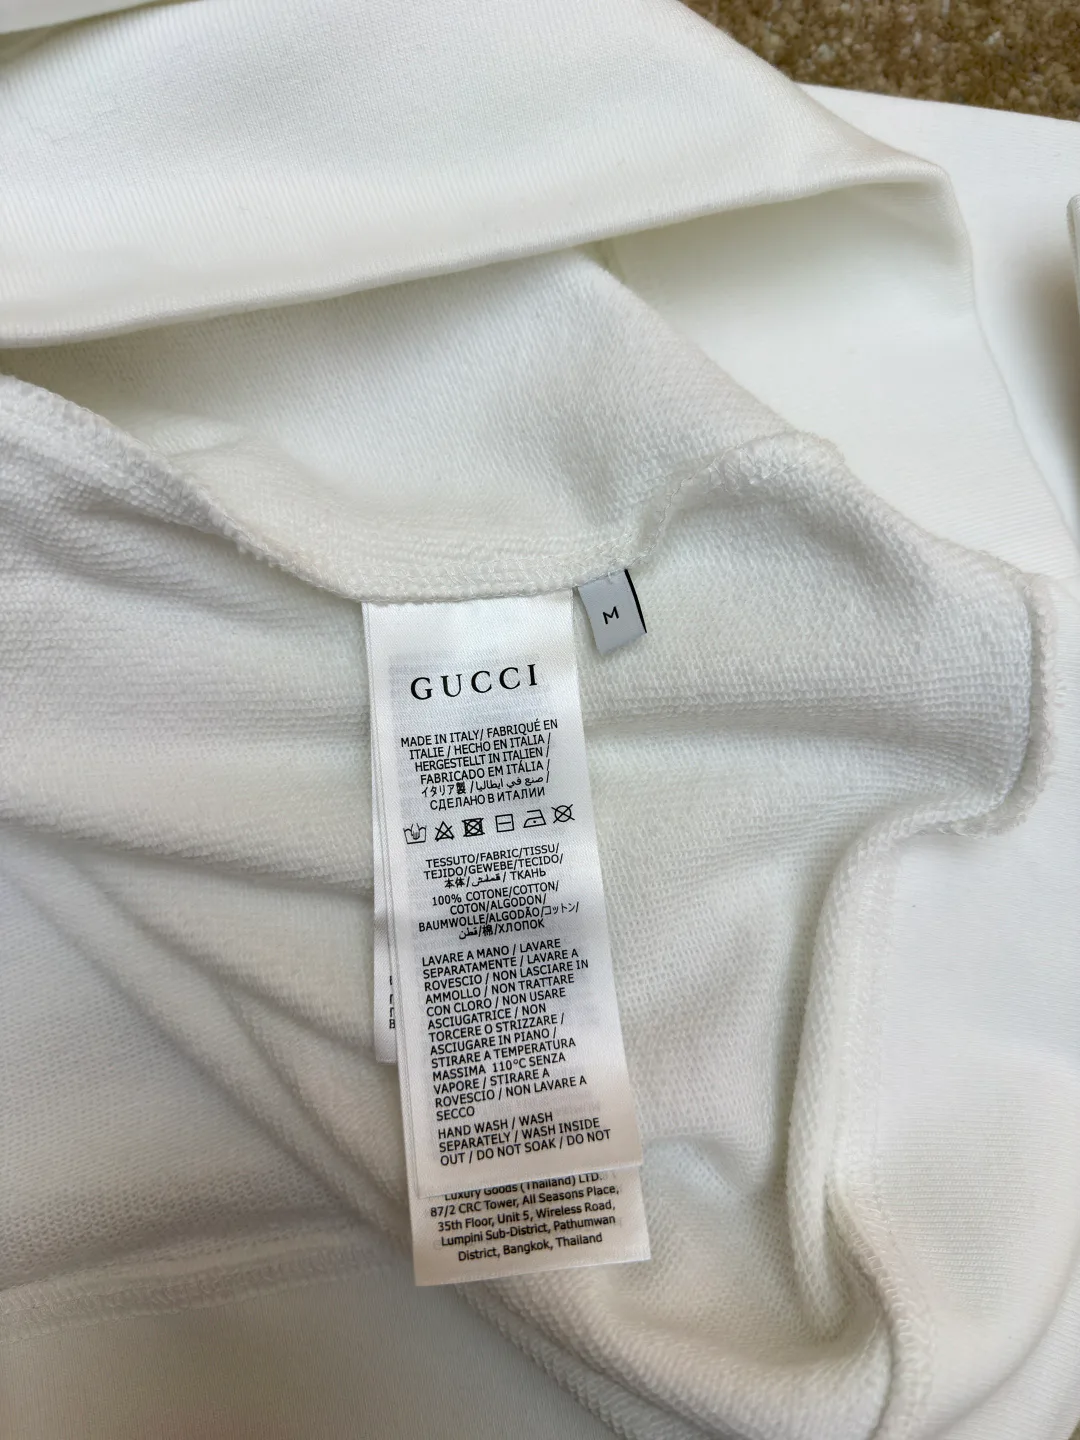 M
GUCCI
MADE IN ITALY/ FABRIQUÉ EN
ITALIE / HECHO EN ITALIA /
HERGESTELLT IN ITALIEN /
FABRICADO EM ITÁLIA /
イタリア製 / صنع في ايطاليا /
СДЕЛАНО В ИТАЛИИ
TESSUTO/FABRIC/TISSU/
TEJIDO/GEWEBE/TECIDO/
本体/قماش/ ТКАНЬ
100% COTONE/COTTON/
COTON/ALGODON/
BAUMWOLLE/ALGODÃO/コットン/
قطن/棉/ХЛОПОК
LAVARE A MANO / LAVARE
SEPARATAMENTE / LAVARE A
ROVESCIO / NON LASCIARE IN
AMMOLLO / NON TRATTARE
CON CLORO / NON USARE
ASCIUGATRICE / NON
TORCERE O STRIZZARE /
ASCIUGARE IN PIANO /
STIRARE A TEMPERATURA
MASSIMA 110°C SENZA
VAPORE / STIRARE A
ROVESCIO / NON LAVARE A
SECCO
HAND WASH / WASH
SEPARATELY / WASH INSIDE
OUT / DO NOT SOAK / DO NOT
Luxury Goods (Thailand) LTD.
87/2 CRC Tower, All Seasons Place,
35th Floor, Unit 5, Wireless Road,
Lumpini Sub-District, Pathumwan
District, Bangkok, Thailand